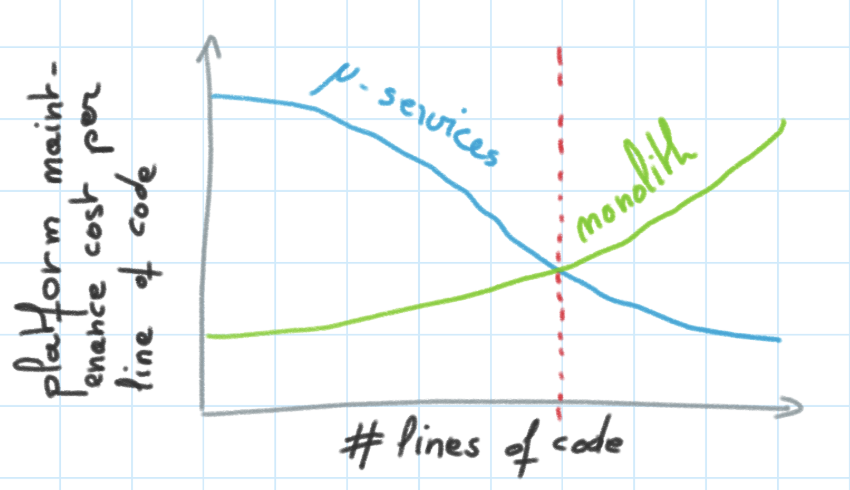 platform maint-
enance cost per
line of code
μ-services
monolith
# lines of code